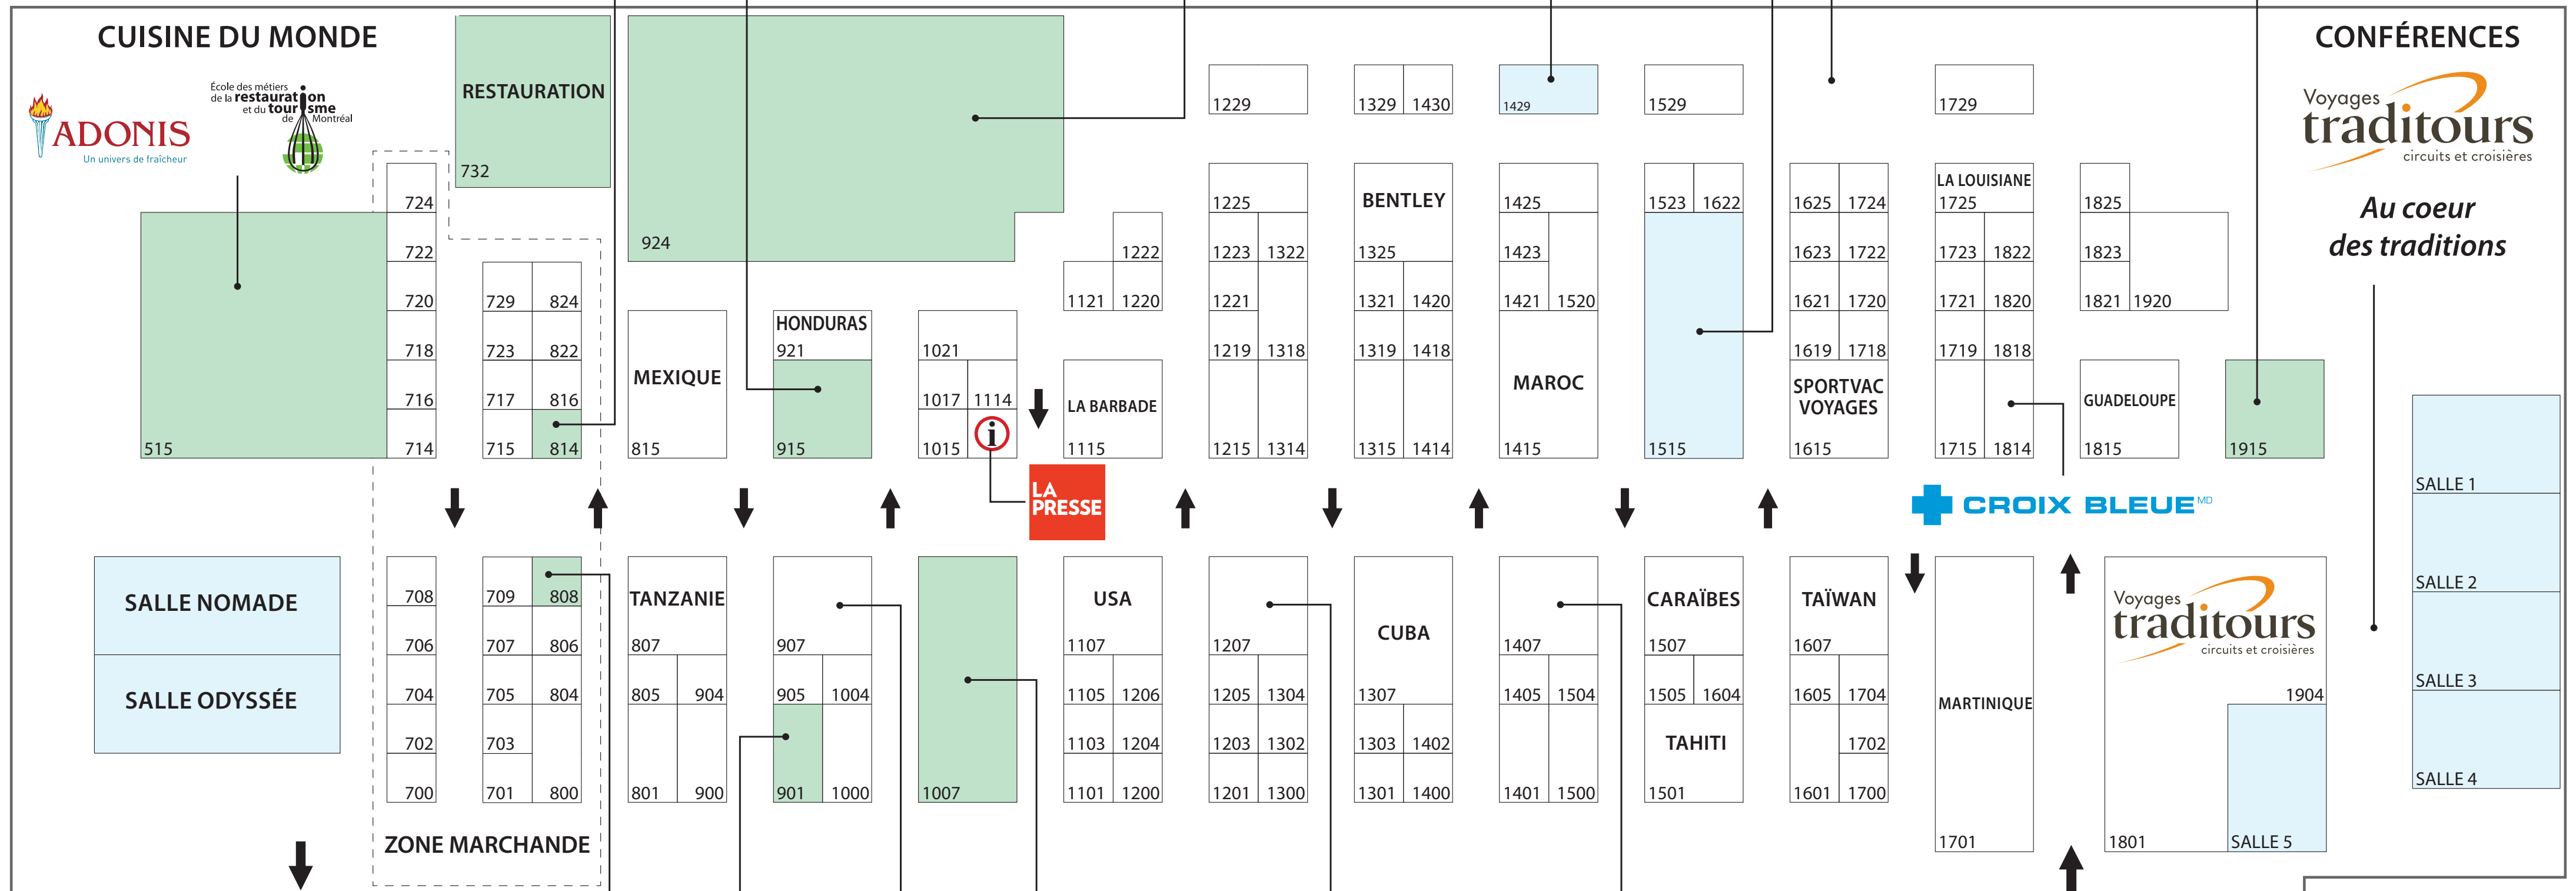 CUISINE DU MONDE
ADONIS
Un univers de fraîcheur
École des métiers
de la restauration
et du tourisme
de Montréal
RESTAURATION
732
924
1229
1329 1430
1429
1529
1729
CONFÉRENCES
Voyages
traditours
circuits et croisières
Au coeur
des traditions
724
722
720
718
716
714
515
729 824
723 822
717 816
715 814
MEXIQUE
815
HONDURAS
921
915
1021
1017 1114
1015
i
LA
PRESSE
1222
1121 1220
LA BARBADE
1115
1225
1223 1322
1221
1219 1318
1215 1314
BENTLEY
1325
1321 1420
1319 1418
1315 1414
1425
1423
1421 1520
MAROC
1415
1523 1622
1515
1625 1724
1623 1722
1621 1720
1619 1718
SPORTVAC
VOYAGES
1615
LA LOUISIANE
1725
1723 1822
1721 1820
1719 1818
1715 1814
1825
1823
1821 1920
GUADELOUPE
1815
1915
CROIX BLEUE MD
SALLE 1
SALLE 2
SALLE 3
SALLE 4
SALLE NOMADE
SALLE ODYSSÉE
708
706
704
702
700
709 808
707 806
705 804
703
701 800
ZONE MARCHANDE
TANZANIE
807
805 904
801 900
907
905 1004
901 1000
1007
USA
1107
1105 1206
1103 1204
1101 1200
1207
1205 1304
1203 1302
1201 1300
CUBA
1307
1303 1402
1301 1400
1407
1405 1504
1401 1500
CARAÏBES
1507
1505 1604
TAHITI
1501
TAÏWAN
1607
1605 1704
1702
1601 1700
MARTINIQUE
1701
Voyages
traditours
circuits et croisières
1904
1801
SALLE 5